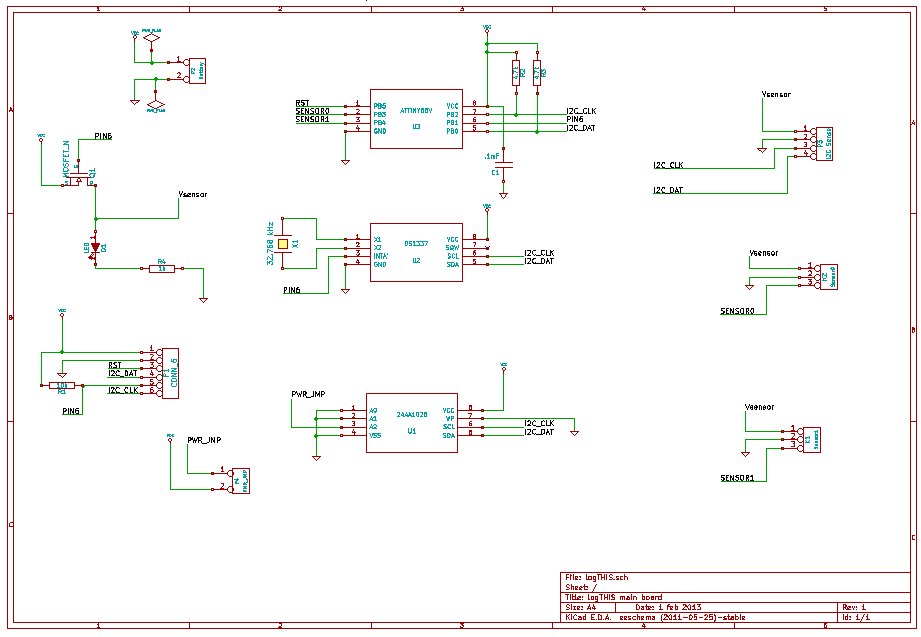 1 2 3 4 5
A
B
C
VCC PWR_FLAG
1
2
P2
Battery
PWR_FLAG
VCC
PIN6
MOSFET_N
Q1
Vsensor
LED
D1
R4
1k
VCC
RST
I2C_DAT
I2C_CLK
10k
R1
PIN6
1
2
3
4
5
6
P1
CONN_6
VCC
PWR_JMP
1
2
PWR_JMP
VCC
4.7k R2
4.7k R3
RST
SENSOR0
SENSOR1
1 PB5
2 PB3
3 PB4
4 GND
ATTINY85V
U3
VCC 8
PB2 7
PB1 6
PB0 5
I2C_CLK
PIN6
I2C_DAT
.1mF
C1
VCC
32.768 kHz
X1
PIN6
1 X1
2 X2
3 INTA'
4 GND
DS1337
U2
VCC 8
SQW 7
SCL 6
SDA 5
I2C_CLK
I2C_DAT
VCC
PWR_JMP
1 A0
2 A1
3 A2
4 VSS
24AA1026
U1
VCC 8
WP 7
SCL 6
SDA 5
I2C_CLK
I2C_DAT
Vsensor
1
2
3
4
I2C Sensor
I2C_CLK
I2C_DAT
Vsensor
1
2
3
K2
Sensor0
SENSOR0
Vsensor
1
2
3
K1
Sensor1
SENSOR1
File: logTHIS.sch
Sheet: /
Title: logTHIS main board
Size: A4 Date: 1 feb 2013 Rev: 1
KiCad E.D.A. eeschema (2011-05-25)-stable Id: 1/1